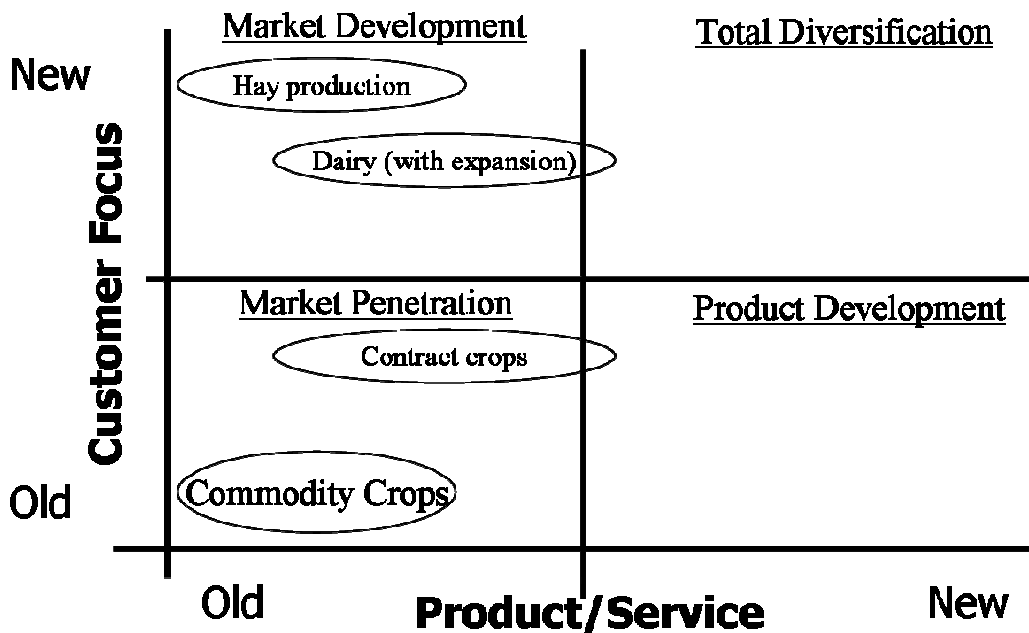 Market Development
Total Diversification
New
Hay production
Dairy (with expansion)
Customer Focus
Market Penetration
Product Development
Contract crops
Old
Commodity Crops
Old
Product/Service
New